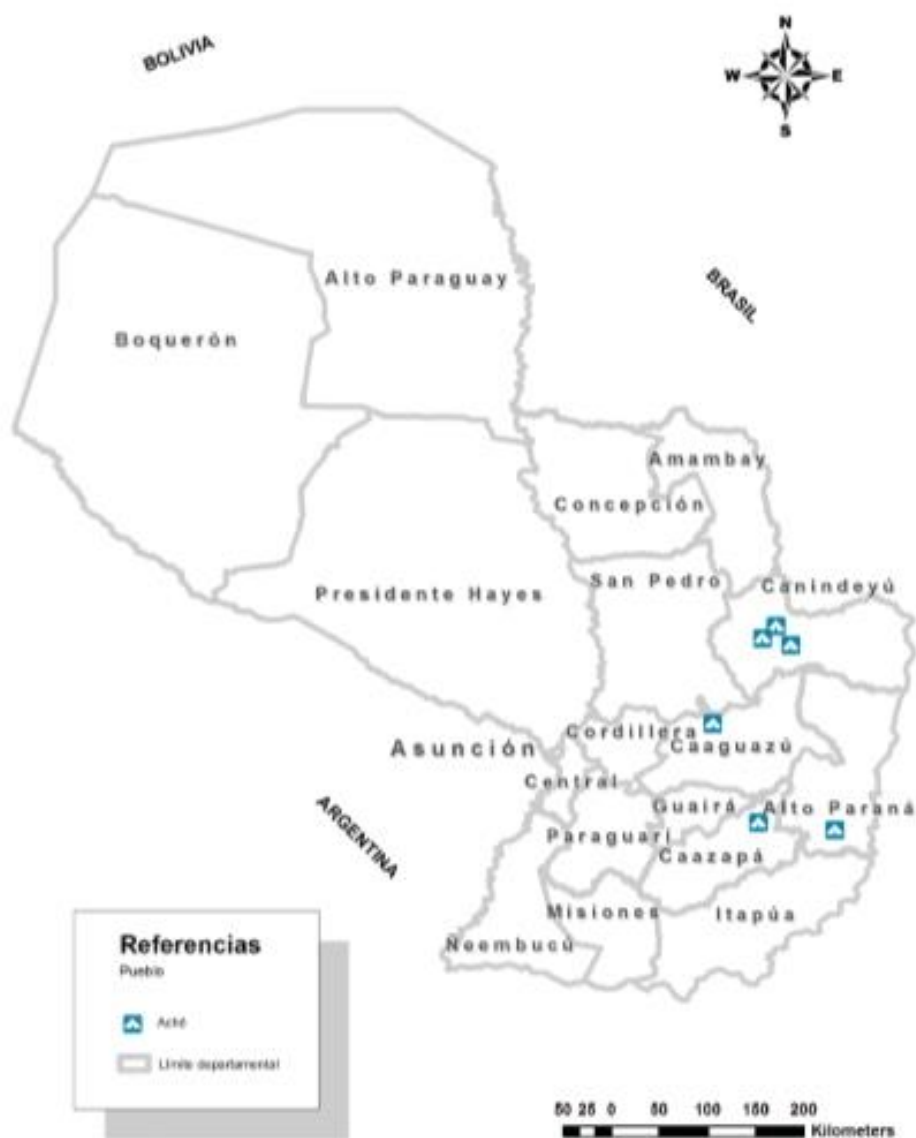 BOLIVIA
N
W E
S
Alto Paraguay
BRASIL
Boquerón
Amambay
Concepción
San Pedro
Canindeyú
Presidente Hayes
Cordillera
Caaguazú
Asunción
Central
Guairá
Alto Paraná
ARGENTINA
Paraguarí
Caazapá
Misiones
Itapúa
Ñeembucú
Referencias
Pueblo
Aché
Límite departamental
50 25 0 50 100 150 200
Kilometers